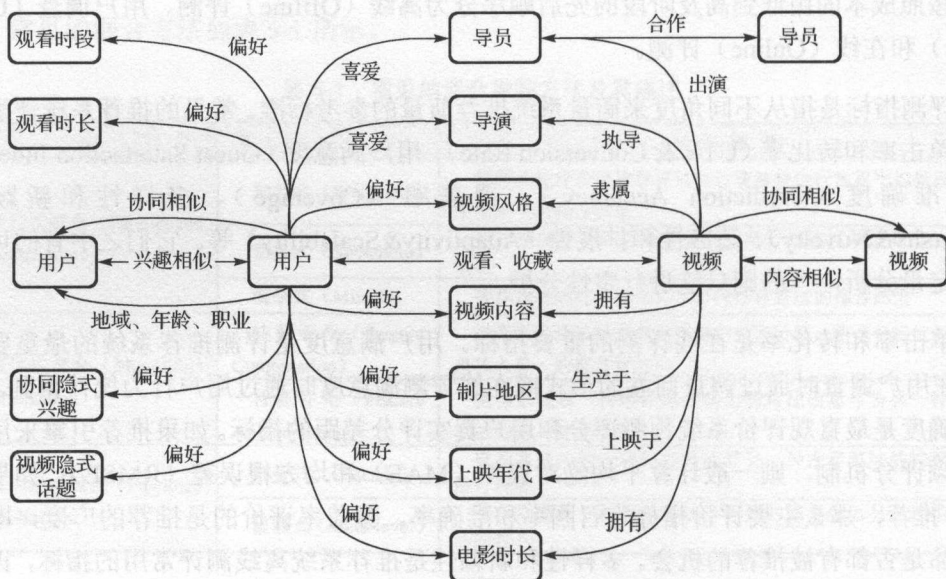 观看时段
偏好
导员
合作
导员
喜爱
出演
观看时长
偏好
导演
喜爱
执导
协同相似
偏好
视频风格
隶属
协同相似
用户
兴趣相似
用户
观看、收藏
视频
内容相似
视频
地域、年龄、职业
偏好
视频内容
拥有
协同隐式
兴趣
偏好
偏好
制片地区
生产于
视频隐式
话题
偏好
偏好
上映年代
上映于
偏好
电影时长
拥有